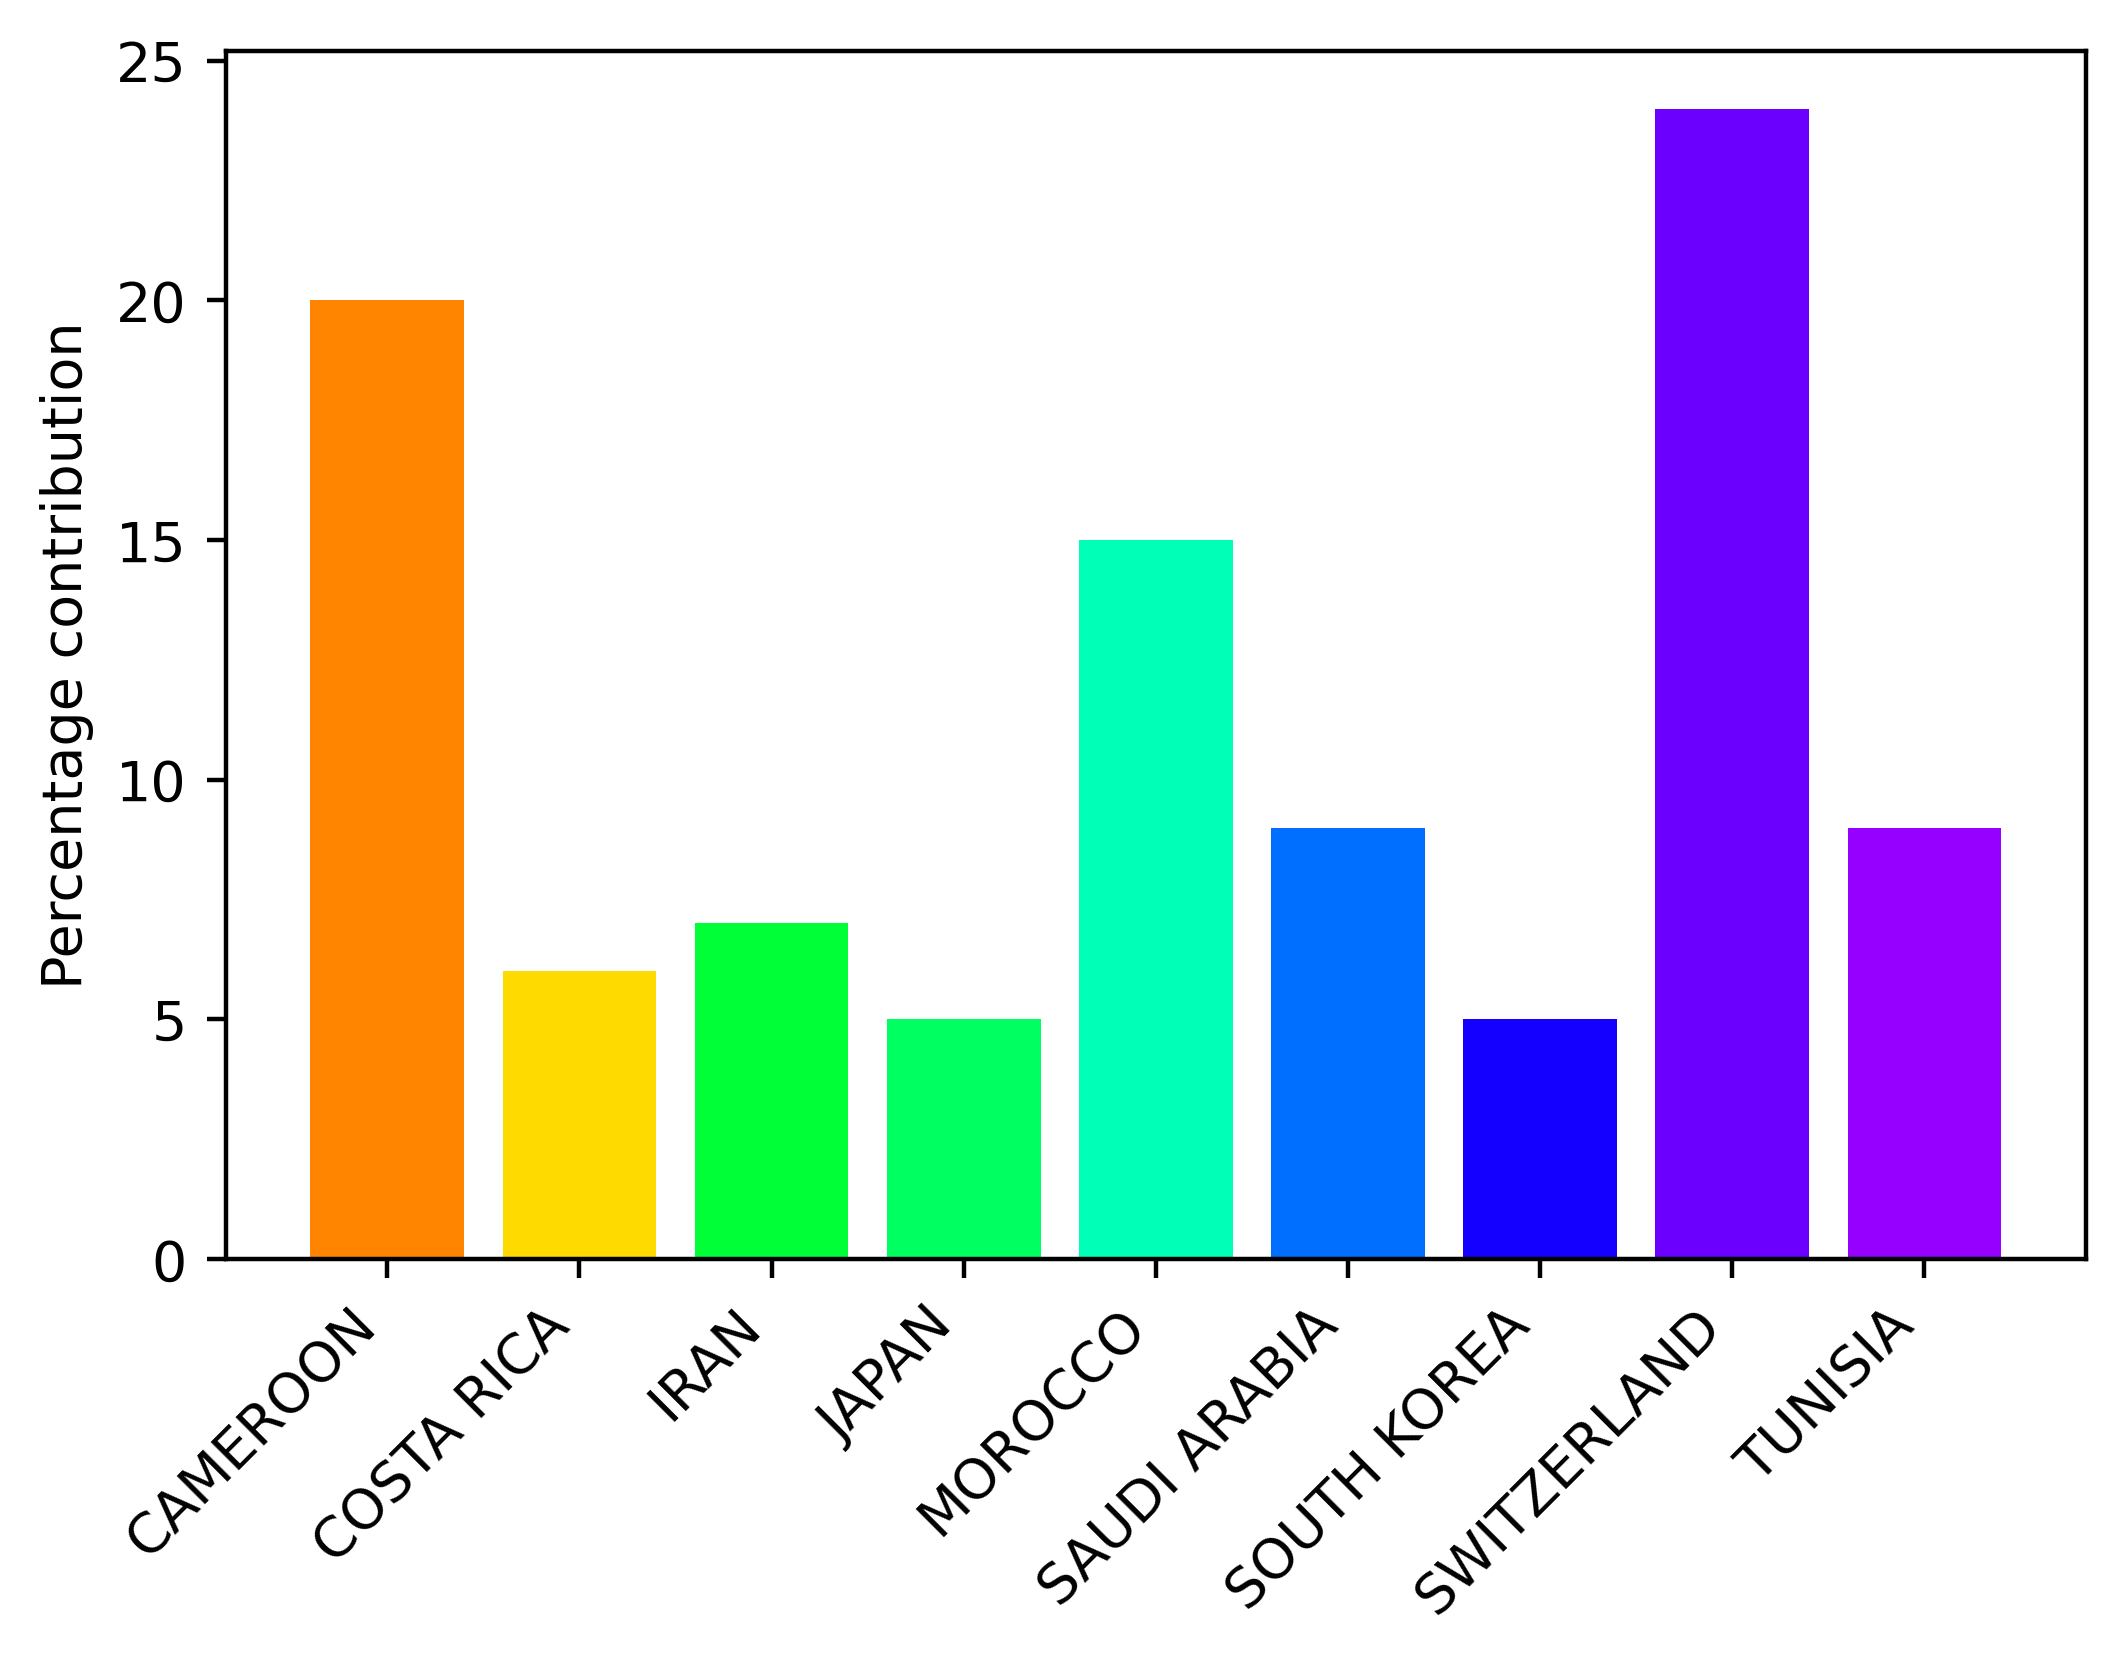 Percentage contribution
25
20
15
10
5
0
CAMEROON
COSTA RICA
IRAN
JAPAN
MOROCCO
SAUDI ARABIA
SOUTH KOREA
SWITZERLAND
TUNISIA